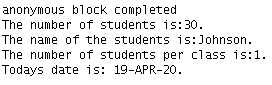 anonymous block completed
The number of students is:30.
The name of the students is:Johnson.
The number of students per class is:1.
Todays date is: 19-APR-20.